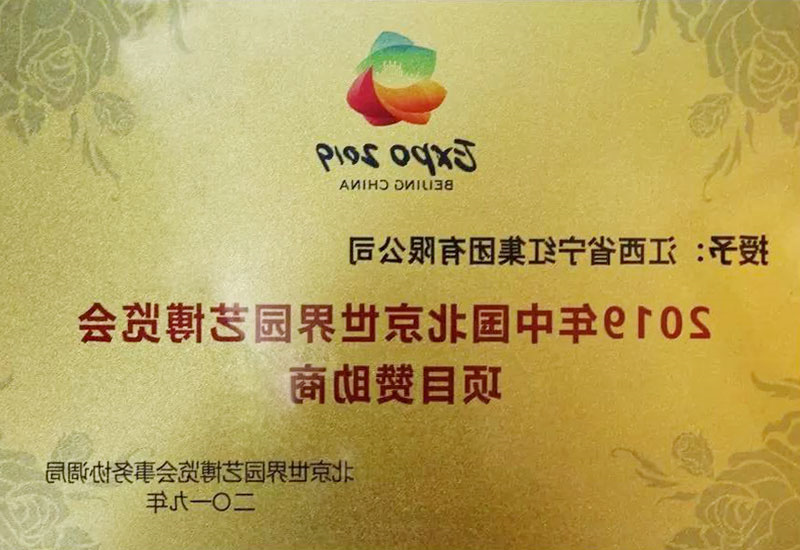 Expo 2019
BEIJING CHINA
授予：江西省宁红集团有限公司
2019年中国北京世界园艺博览会
项目赞助商
北京世界园艺博览会事务协调局
二〇一九年